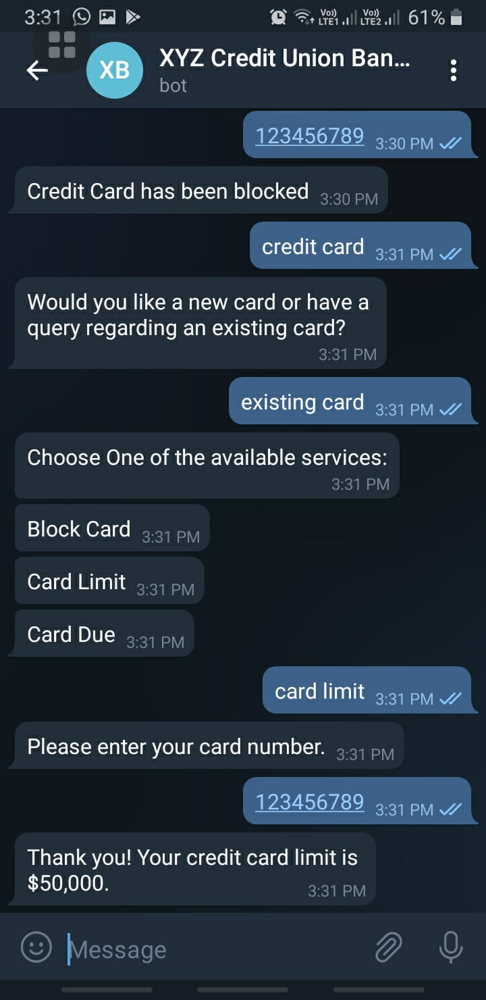 3:31 Vo)) LTE1 Vo)) LTE2 61%
XB
XYZ Credit Union Ban...
bot
123456789 3:30 PM
Credit Card has been blocked 3:30 PM
credit card 3:31 PM
Would you like a new card or have a
query regarding an existing card?
3:31 PM
existing card 3:31 PM
Choose One of the available services:
3:31 PM
Block Card 3:31 PM
Card Limit 3:31 PM
Card Due 3:31 PM
card limit 3:31 PM
Please enter your card number. 3:31 PM
123456789 3:31 PM
Thank you! Your credit card limit is
$50,000. 3:31 PM
Message